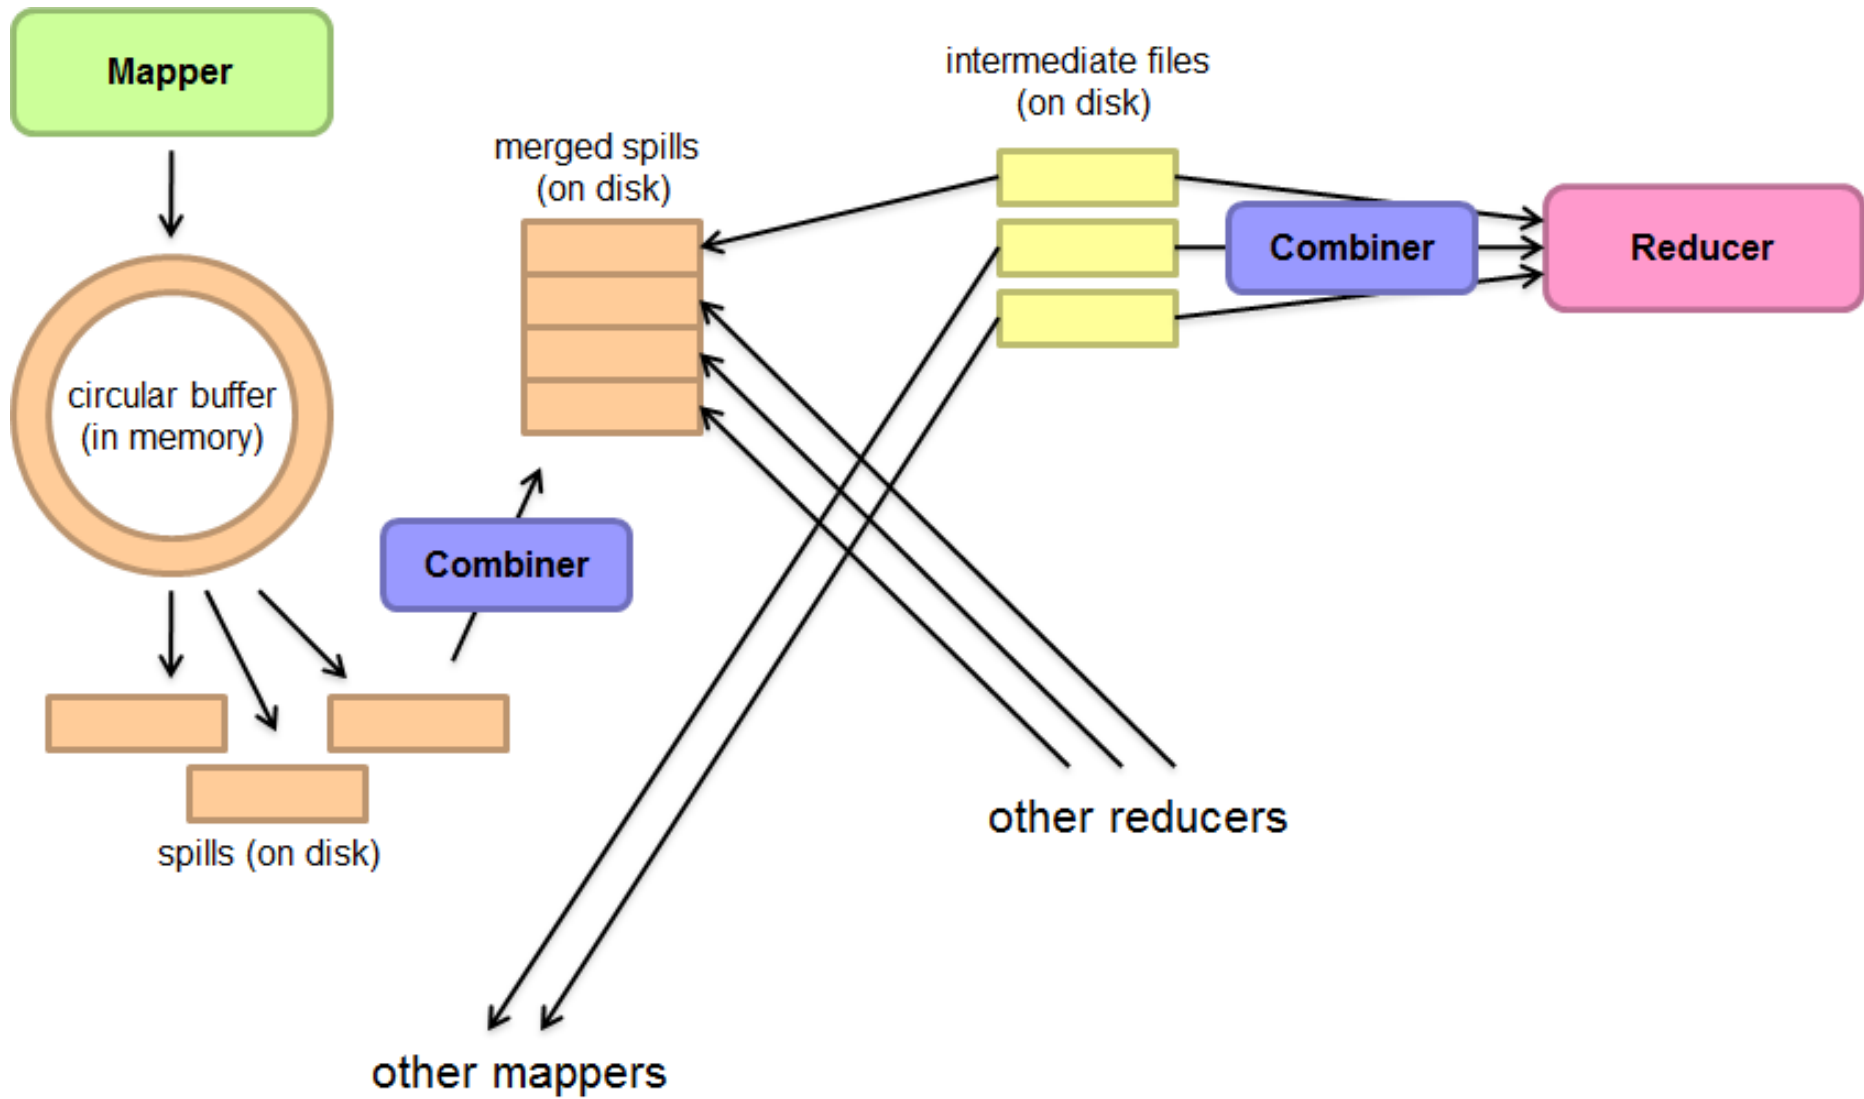 Mapper
intermediate files
(on disk)
merged spills
(on disk)
Combiner
Reducer
circular buffer
(in memory)
Combiner
spills (on disk)
other reducers
other mappers